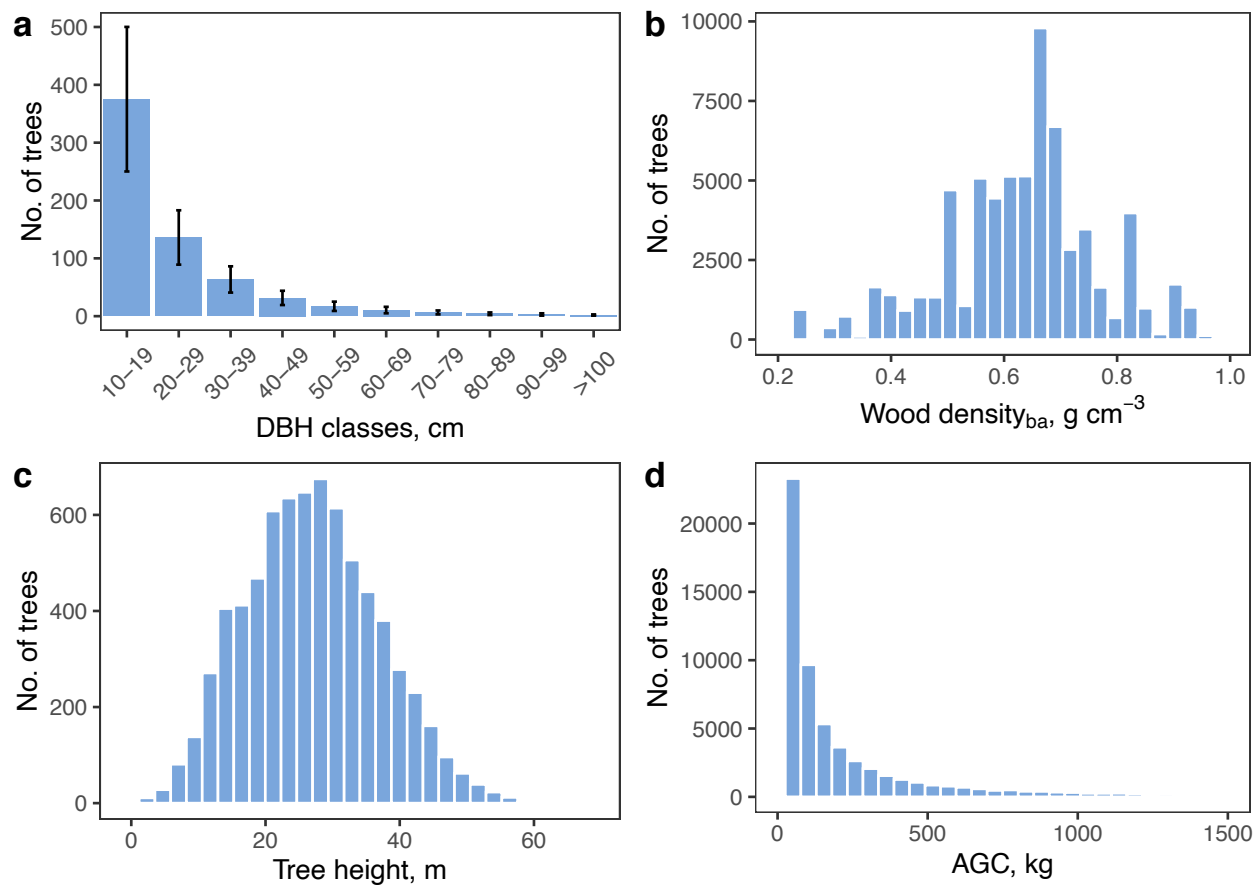 a
500
400
300
200
100
0
No. of trees
10−19
20−29
30−39
40−49
50−59
60−69
70−79
80−89
90−99
>100
DBH classes, cm
b
10000
7500
5000
2500
0
No. of trees
0.2 0.4 0.6 0.8 1.0
Wood densityba, g cm−3
c
600
400
200
0
No. of trees
0 20 40 60
Tree height, m
d
20000
15000
10000
5000
0
No. of trees
0 500 1000 1500
AGC, kg